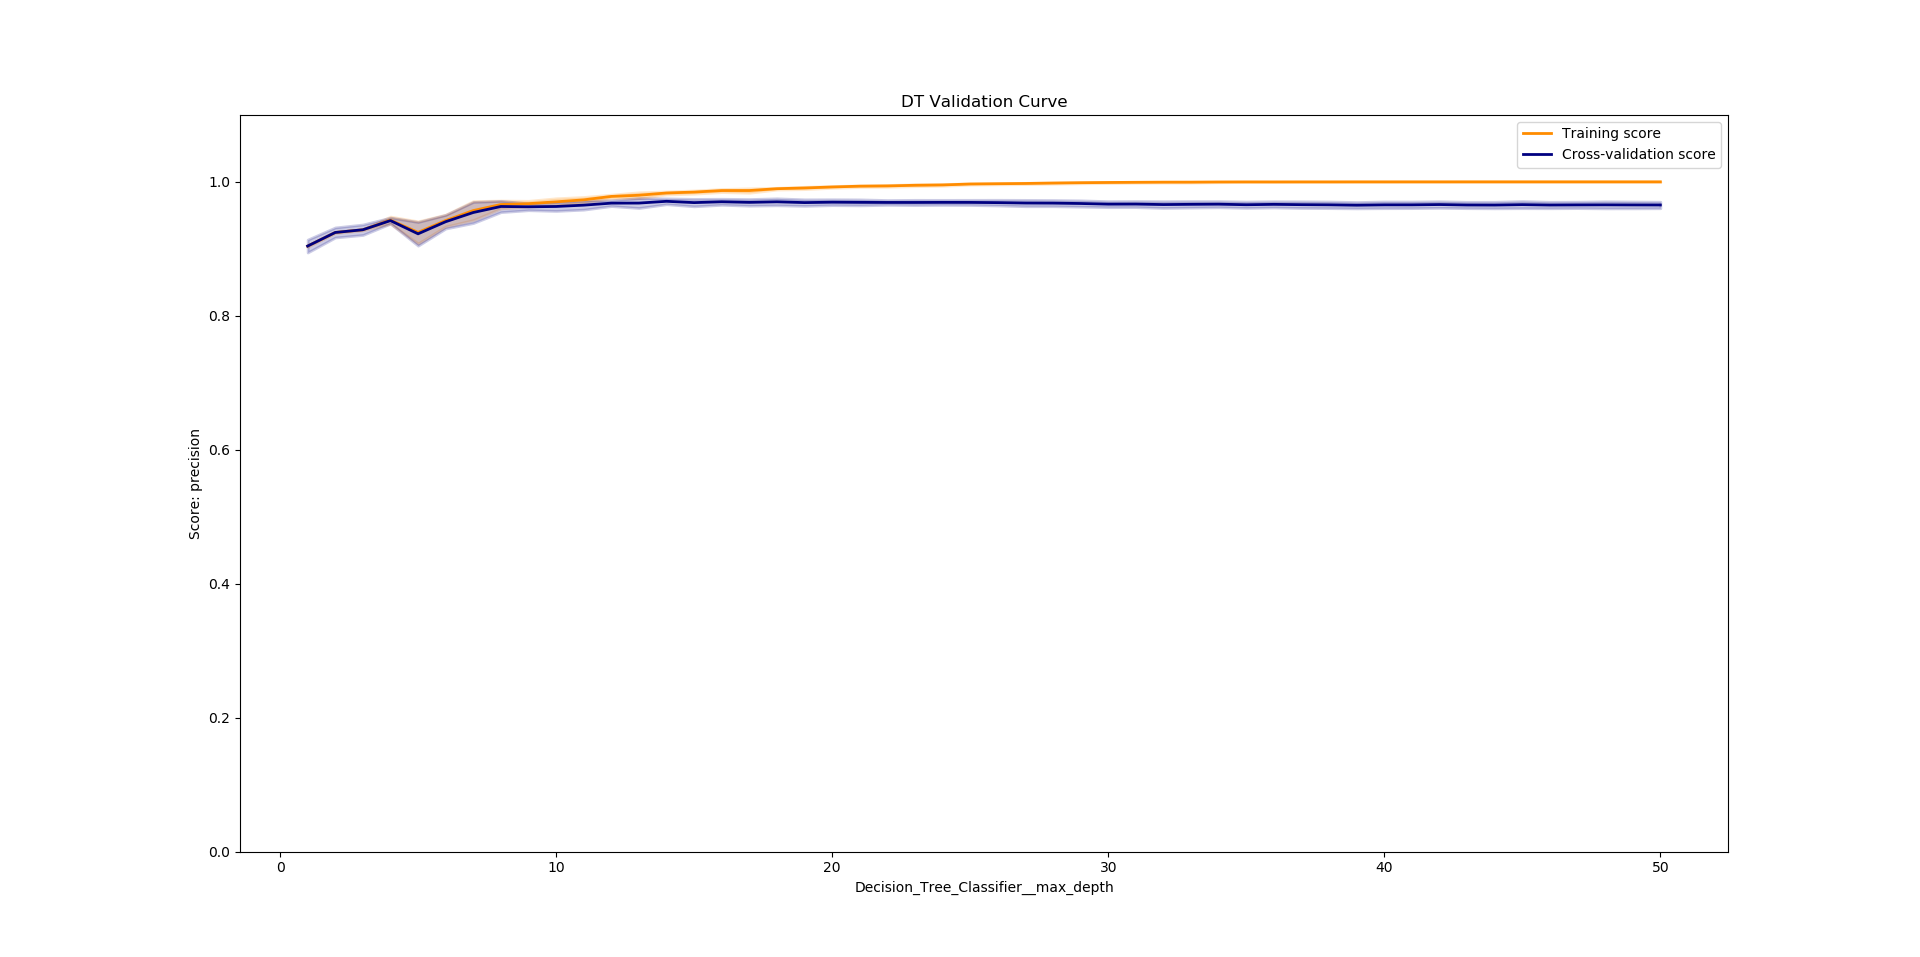 DT Validation Curve
Training score
Cross-validation score
1.0
0.8
0.6
0.4
0.2
0.0
Score: precision
0 10 20 30 40 50
Decision_Tree_Classifier__max_depth